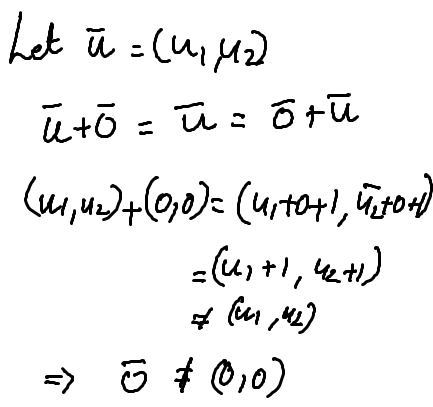 Let ū = (u₁,u₂)
ū+ō = ū = ō+ū
(u₁,u₂)+(0,0)= (u₁+0+1, ū₂+0+1)
=(u₁+1, u₂+1)
≠ (u₁,u₂)
⇒ ō ≠ (0,0)